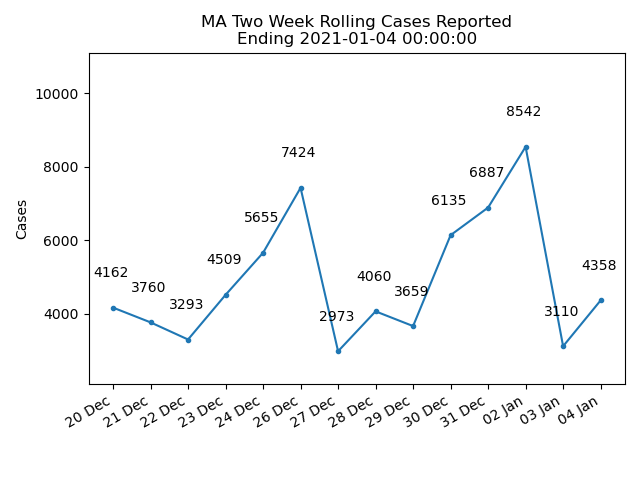 MA Two Week Rolling Cases Reported
Ending 2021-01-04 00:00:00
Cases
10000
8000
6000
4000
4162
3760
3293
4509
5655
7424
2973
4060
3659
6135
6887
8542
3110
4358
20 Dec
21 Dec
22 Dec
23 Dec
24 Dec
26 Dec
27 Dec
28 Dec
29 Dec
30 Dec
31 Dec
02 Jan
03 Jan
04 Jan